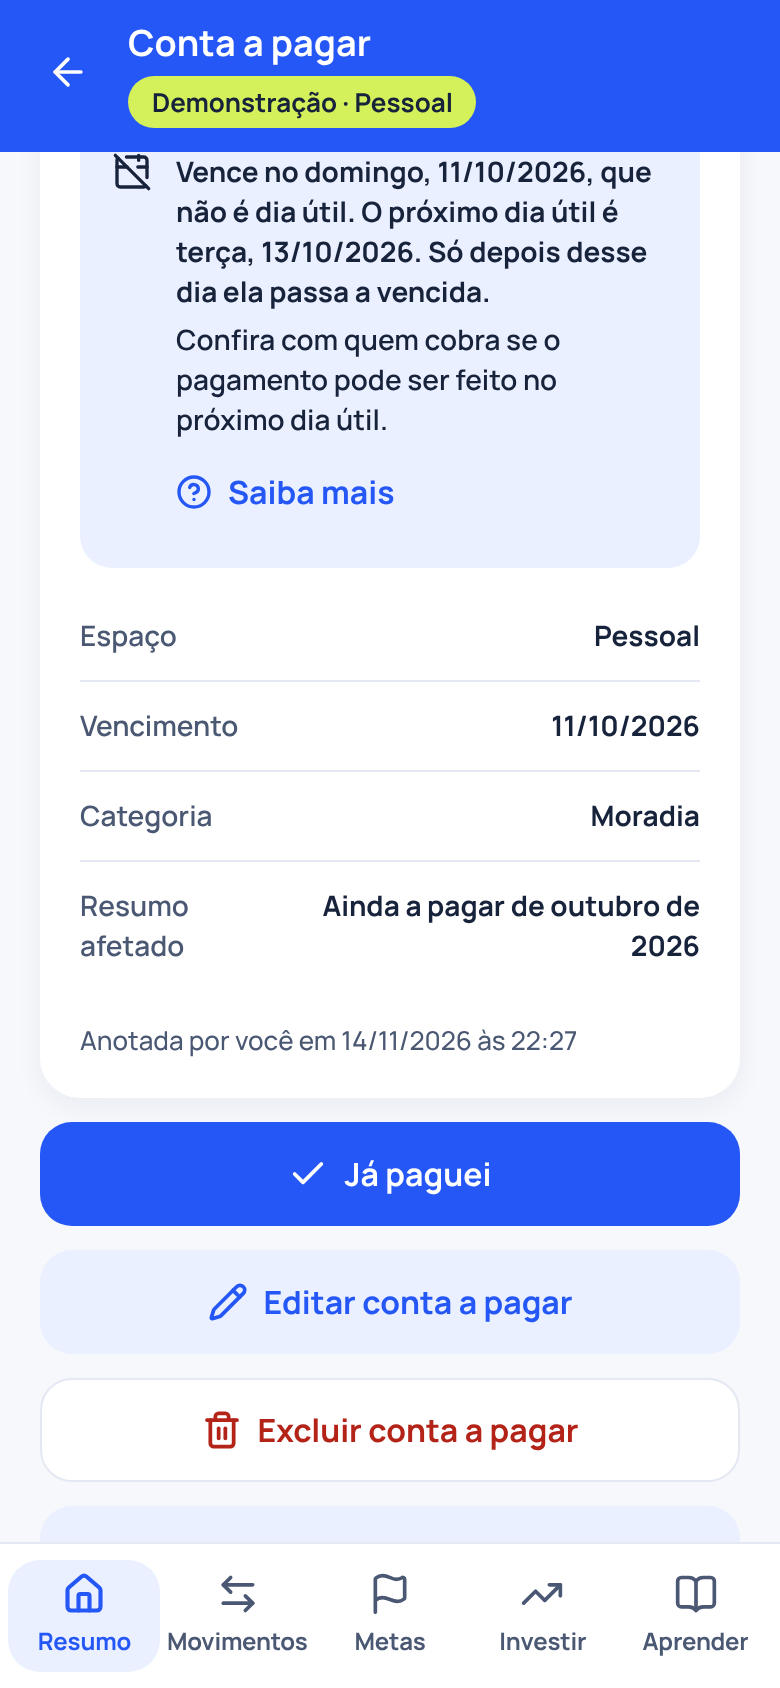 Conta a pagar
Demonstração · Pessoal
Vence no domingo, 11/10/2026, que
não é dia útil. O próximo dia útil é
terça, 13/10/2026. Só depois desse
dia ela passa a vencida.
Confira com quem cobra se o
pagamento pode ser feito no
próximo dia útil.
Saiba mais
Espaço Pessoal
Vencimento 11/10/2026
Categoria Moradia
Resumo afetado Ainda a pagar de outubro de 2026
Anotada por você em 14/11/2026 às 22:27
Já paguei
Editar conta a pagar
Excluir conta a pagar
Resumo Movimentos Metas Investir Aprender